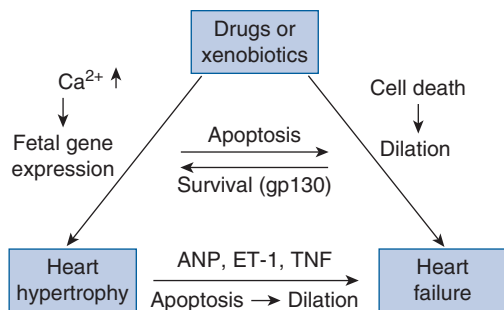 Drugs or
xenobiotics
Ca²⁺
Cell death
Fetal gene
expression
Dilation
Apoptosis
Survival (gp130)
Heart
hypertrophy
ANP, ET-1, TNF
Apoptosis → Dilation
Heart
failure